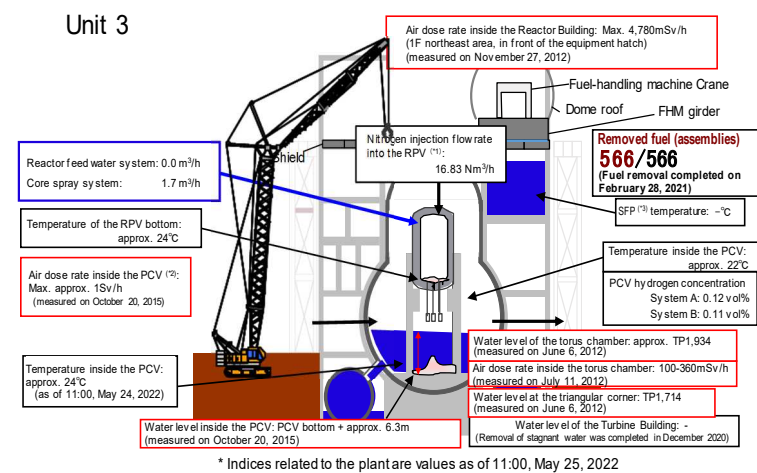 Unit 3
Air dose rate inside the Reactor Building: Max. 4,780mSv/h
(1F northeast area, in front of the equipment hatch)
(measured on November 27, 2012)
Fuel-handling machine Crane
Dome roof
FHM girder
Shield
Nitrogen injection flow rate
into the RPV (*1):
16.83 Nm³/h
Removed fuel (assemblies)
566/566
(Fuel removal completed on
February 28, 2021)
Reactor feed water system: 0.0 m³/h
Core spray system: 1.7 m³/h
SFP (*3) temperature: -°C
Temperature of the RPV bottom:
approx. 24°C
Temperature inside the PCV:
approx. 22°C
Air dose rate inside the PCV (*2):
Max. approx. 1Sv/h
(measured on October 20, 2015)
PCV hydrogen concentration
System A: 0.12 vol%
System B: 0.11 vol%
Water level of the torus chamber: approx. TP1,934
(measured on June 6, 2012)
Air dose rate inside the torus chamber: 100-360mSv/h
(measured on July 11, 2012)
Temperature inside the PCV:
approx. 24°C
(as of 11:00, May 24, 2022)
Water level at the triangular corner: TP1,714
(measured on June 6, 2012)
Water level inside the PCV: PCV bottom + approx. 6.3m
(measured on October 20, 2015)
Water level of the Turbine Building: -
(Removal of stagnant water was completed in December 2020)
* Indices related to the plant are values as of 11:00, May 25, 2022